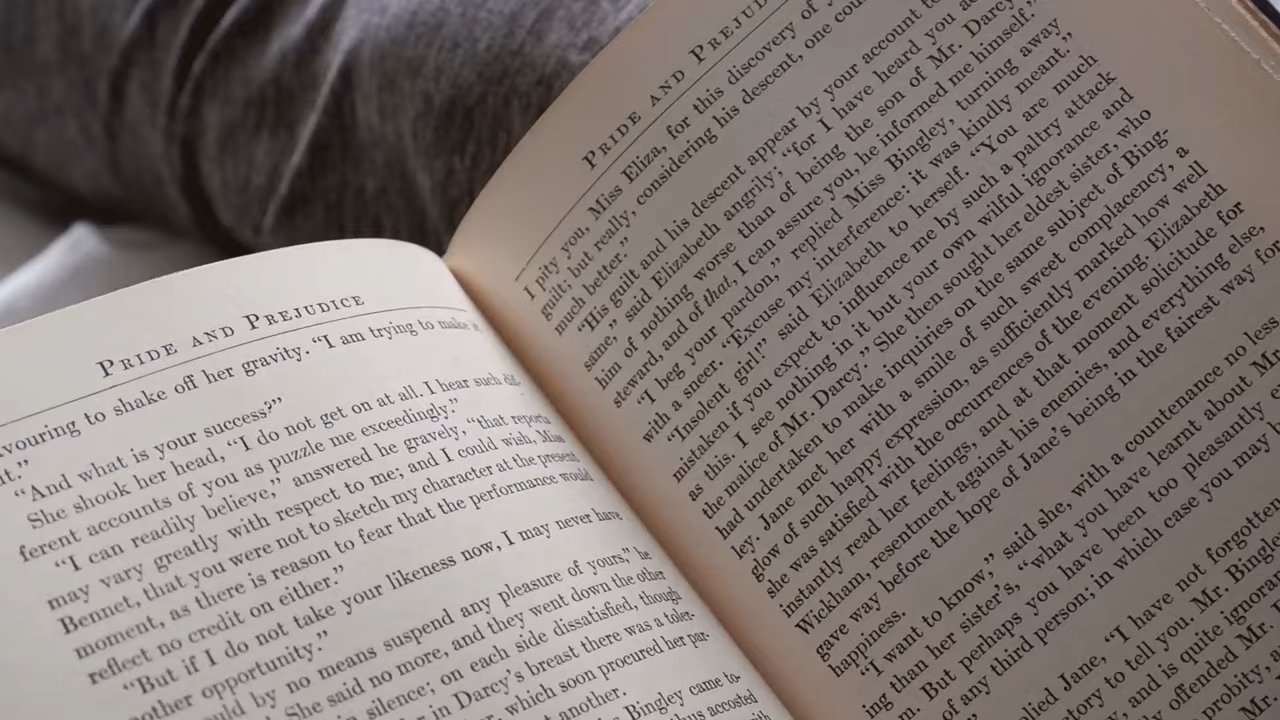 PRIDE AND PREJUDICE
vouring to shake off her gravity. “I am trying to make
it.”
“And what is your success?”
She shook her head, “I do not get on at all. I hear such dif-
ferent accounts of you as puzzle me exceedingly.”
“I can readily believe,” answered he gravely, “that reports
may vary greatly with respect to me; and I could wish, Miss
Bennet, that you were not to sketch my character at the present
moment, as there is reason to fear that the performance would
reflect no credit on either.”
“But if I do not take your likeness now, I may never have
another opportunity.”
would by no means suspend any pleasure of yours,” he
She said no more, and they went down the other
in silence; on each side dissatisfied, though
in Darcy’s breast there was a toler-
which soon procured her par-
another.
Bingley came to-
thus accosted
with
PRIDE AND PREJUD
I pity you, Miss Eliza, for this discovery of
guilt; but really, considering his descent, one cou
much better.”
“His guilt and his descent appear by your account to
same,” said Elizabeth angrily; “for I have heard you ac
him of nothing worse than of being the son of Mr. Darcy
steward, and of that, I can assure you, he informed me himself.”
“I beg your pardon,” replied Miss Bingley, turning away
with a sneer. “Excuse my interference: it was kindly meant.”
“Insolent girl!” said Elizabeth to herself. “You are much
mistaken if you expect to influence me by such a paltry attack
as this. I see nothing in it but your own wilful ignorance and
the malice of Mr. Darcy.” She then sought her eldest sister, who
had undertaken to make inquiries on the same subject of Bing-
ley. Jane met her with a smile of such sweet complacency, a
glow of such happy expression, as sufficiently marked how well
she was satisfied with the occurrences of the evening. Elizabeth
instantly read her feelings, and at that moment solicitude for
Wickham, resentment against his enemies, and everything else,
gave way before the hope of Jane’s being in the fairest way for
happiness.
“I want to know,” said she, with a countenance no less
ing than her sister’s, “what you have learnt about Mr.
m. But perhaps you have been too pleasantly
of any third person; in which case you may
plied Jane, “I have not forgotten
tory to tell you. Mr. Bingle
and is quite ignoran
offended Mr.
probity, a